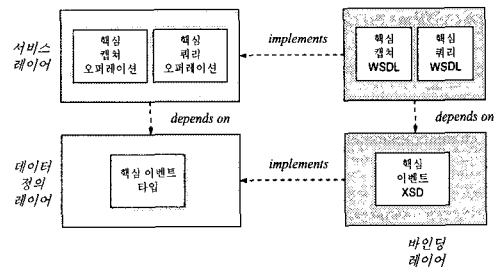 서비스
레이어
핵심
캡쳐
오퍼레이션
핵심
쿼리
오퍼레이션
implements
핵심
캡쳐
WSDL
핵심
쿼리
WSDL
depends on
depends on
데이터
정의
레이어
핵심 이벤트
타입
implements
핵심
이벤트
XSD
바인딩
레이어